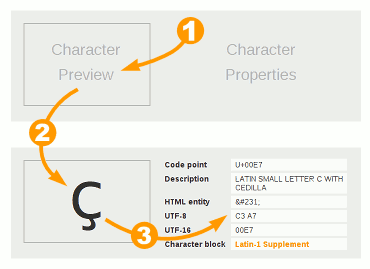 1
Character Preview
Character Properties
2
Ç
3
Code point U+00E7
Description LATIN SMALL LETTER C WITH
CEDILLA
HTML entity &#231;
UTF-8 C3 A7
UTF-16 00E7
Character block Latin-1 Supplement